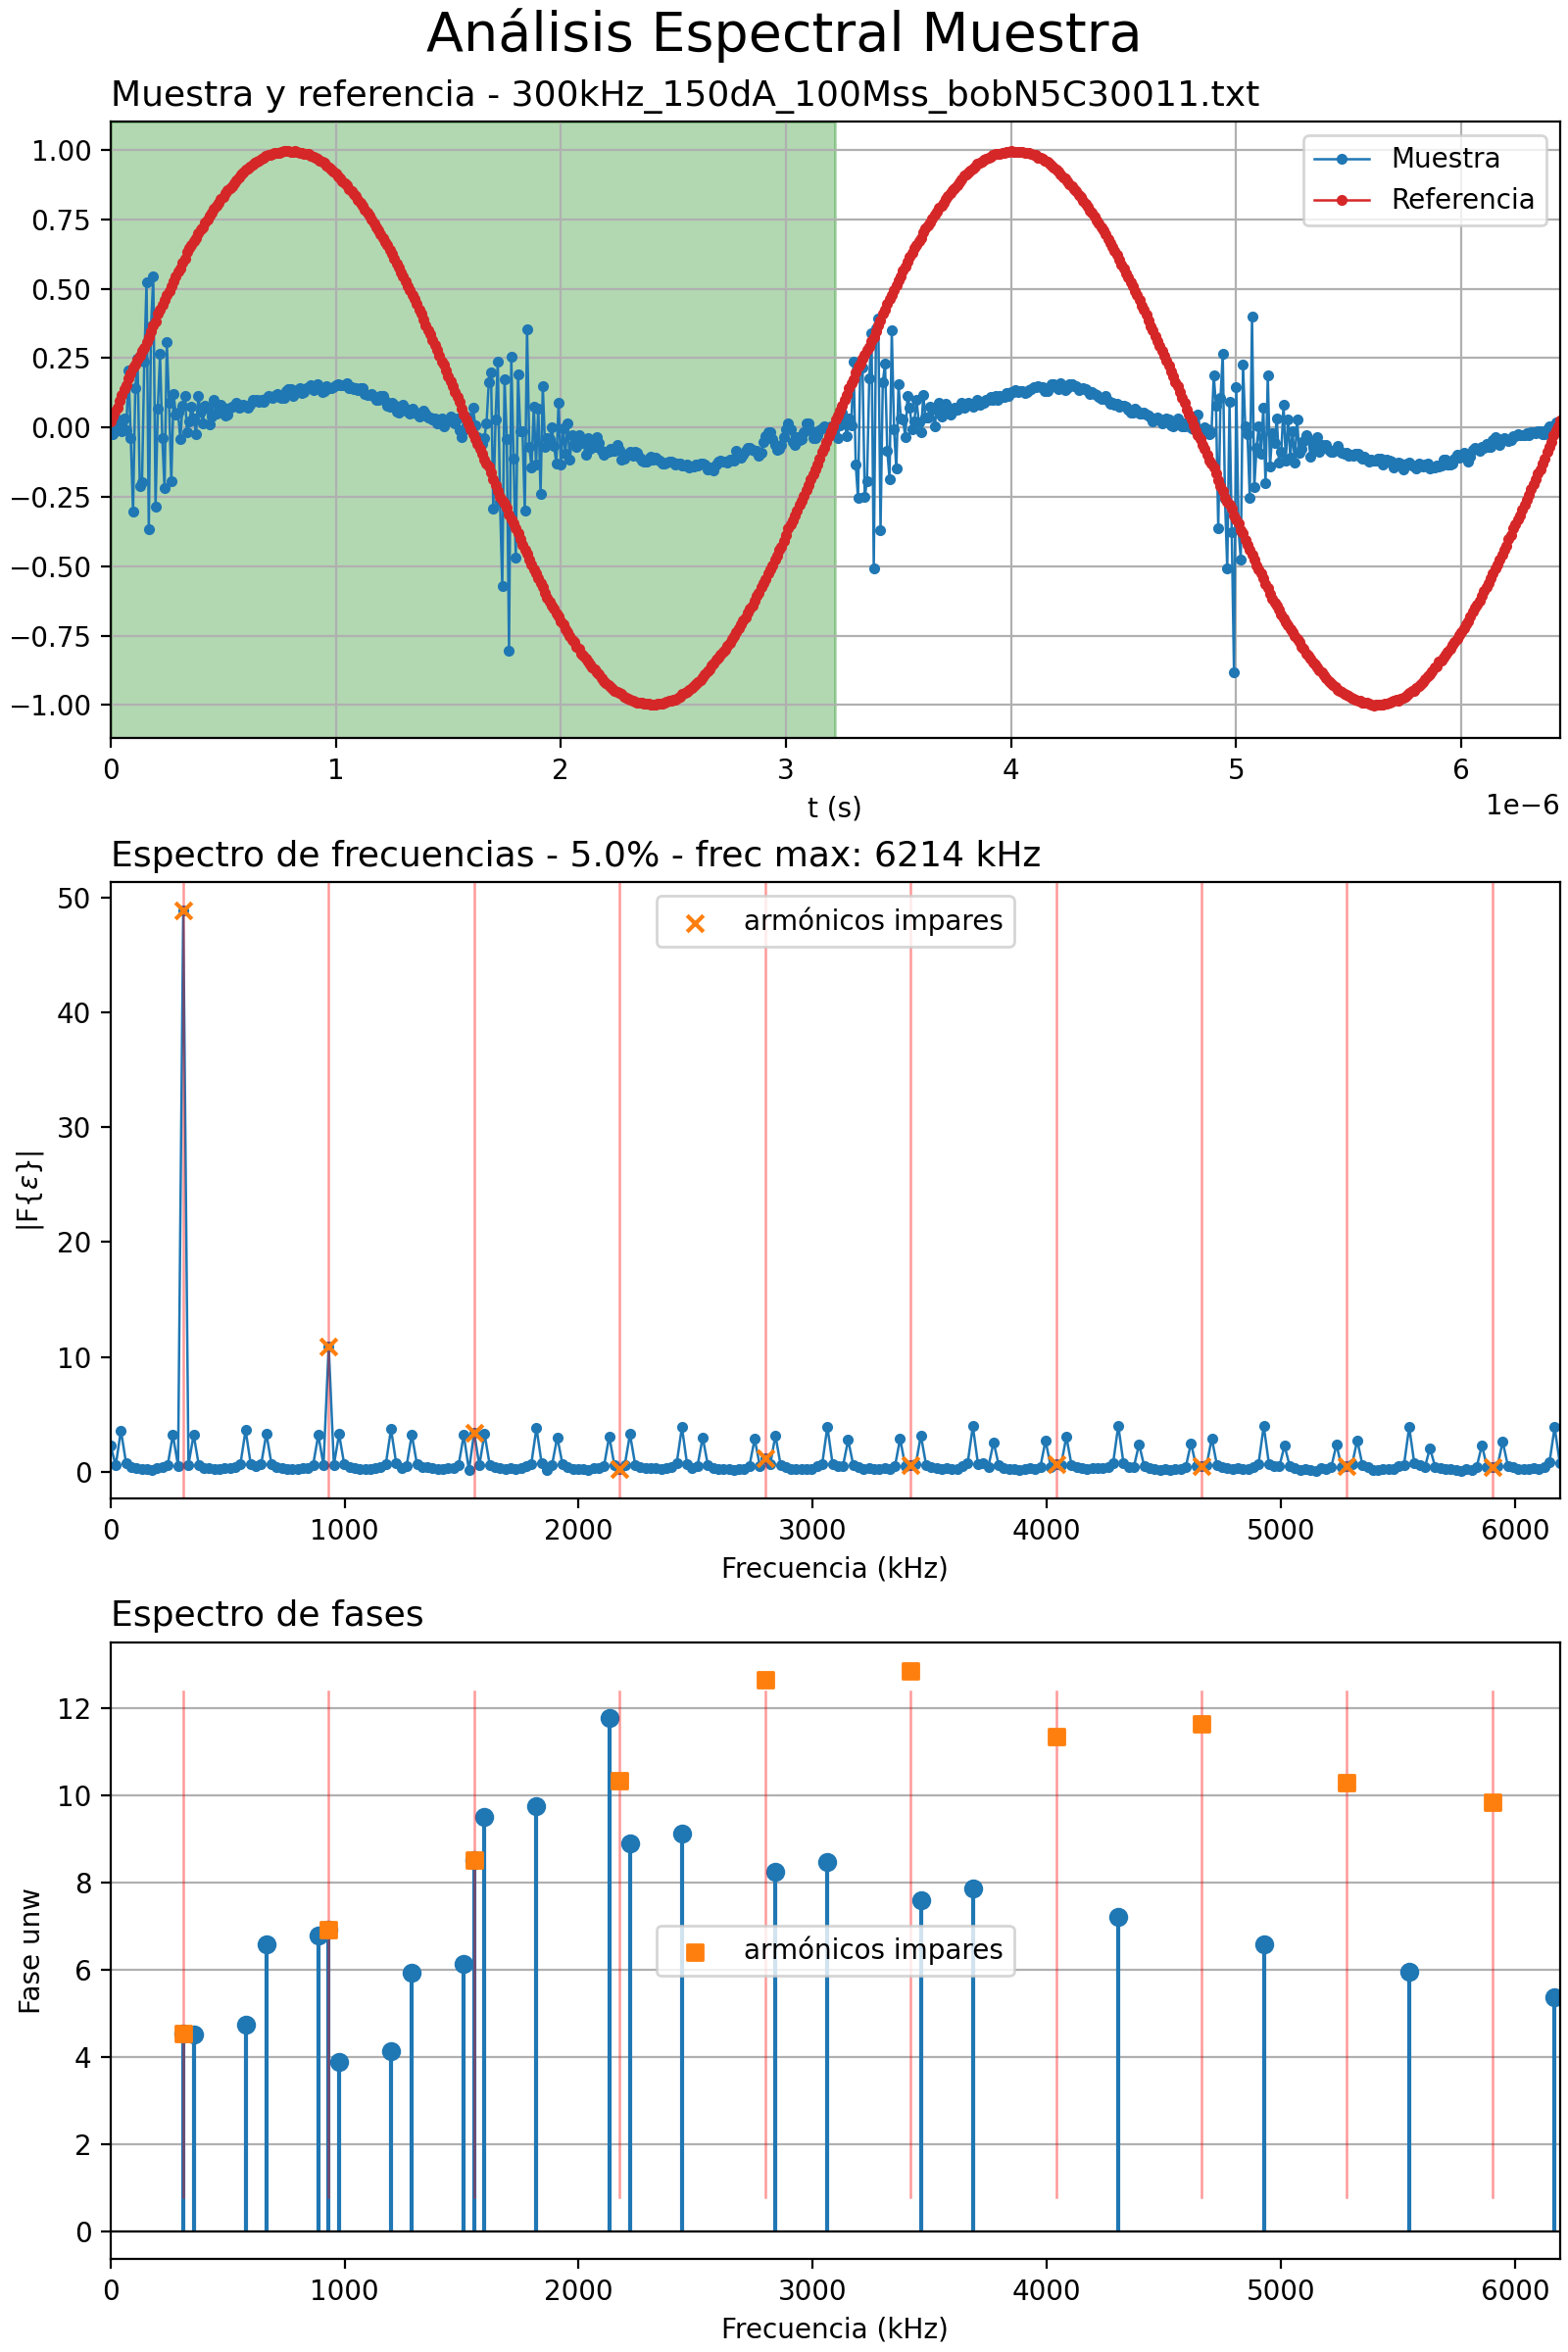 Análisis Espectral Muestra
Muestra y referencia - 300kHz_150dA_100Mss_bobN5C30011.txt
1.00
0.75
0.50
0.25
0.00
−0.25
−0.50
−0.75
−1.00
Muestra
Referencia
0 1 2 3 4 5 6
t (s)
1e−6
Espectro de frecuencias - 5.0% - frec max: 6214 kHz
50
40
30
20
10
0
|F{ε}|
armónicos impares
0 1000 2000 3000 4000 5000 6000
Frecuencia (kHz)
Espectro de fases
12
10
8
6
4
2
0
Fase unw
armónicos impares
0 1000 2000 3000 4000 5000 6000
Frecuencia (kHz)